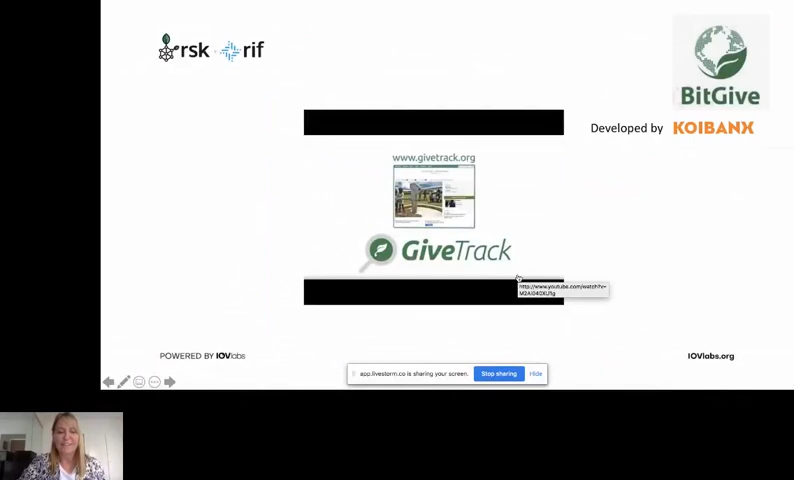 rsk rif
BitGive
Developed by KOIBANX
www.givetrack.org
GiveTrack
POWERED BY IOVlabs
IOVlabs.org
app.livestorm.co is sharing your screen. Stop sharing Hide